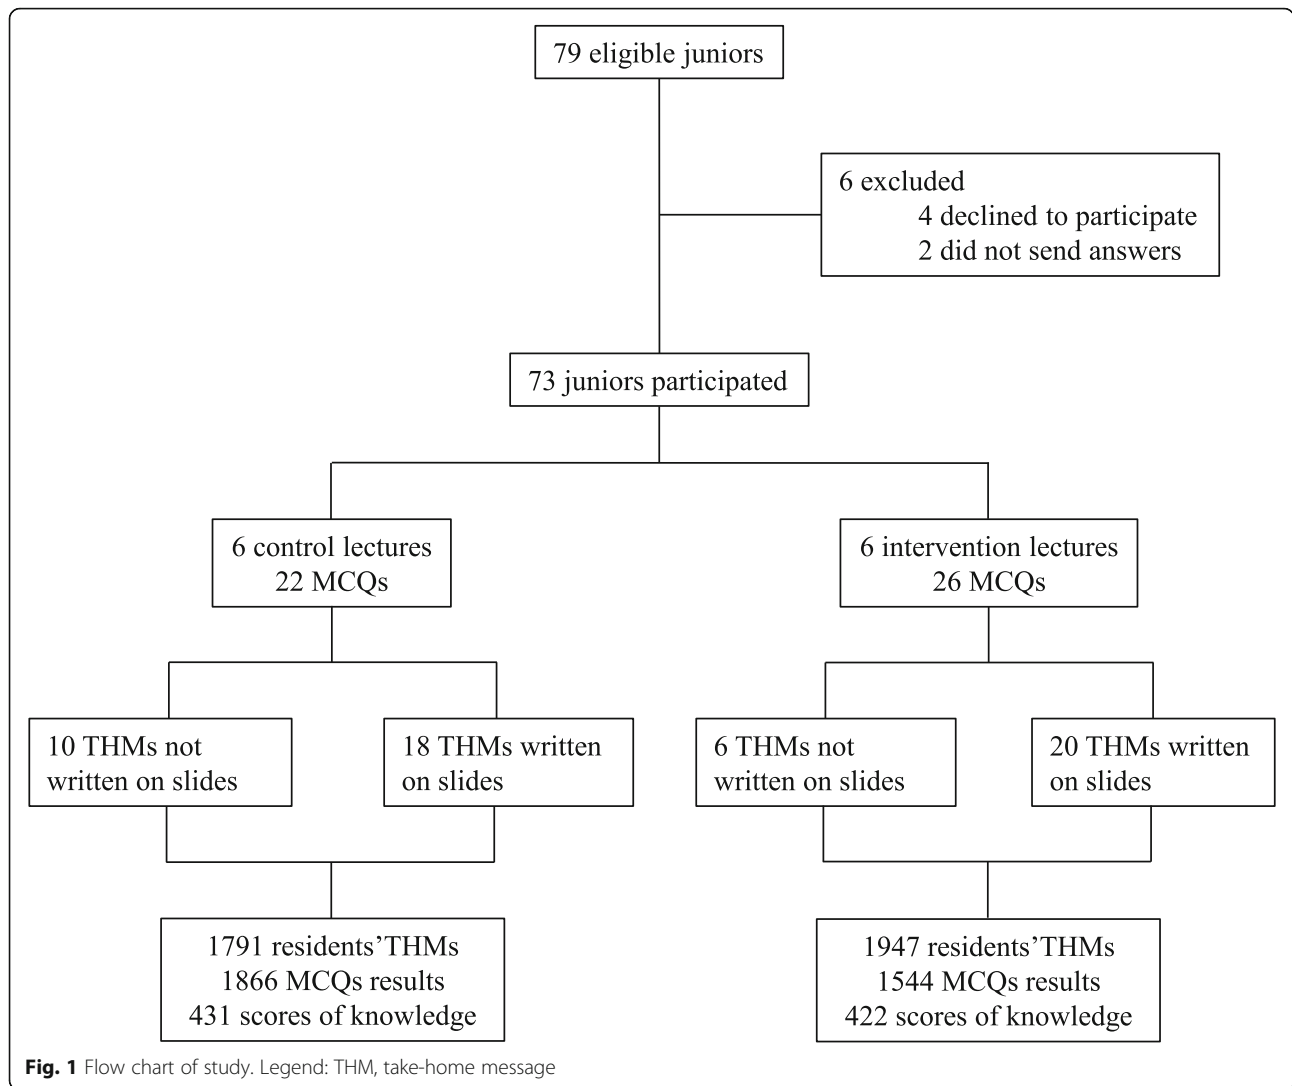 79 eligible juniors
6 excluded
4 declined to participate
2 did not send answers
73 juniors participated
6 control lectures
22 MCQs
6 intervention lectures
26 MCQs
10 THMs not
written on slides
18 THMs written
on slides
6 THMs not
written on slides
20 THMs written
on slides
1791 residents’THMs
1866 MCQs results
431 scores of knowledge
1947 residents’THMs
1544 MCQs results
422 scores of knowledge
Fig. 1 Flow chart of study. Legend: THM, take-home message